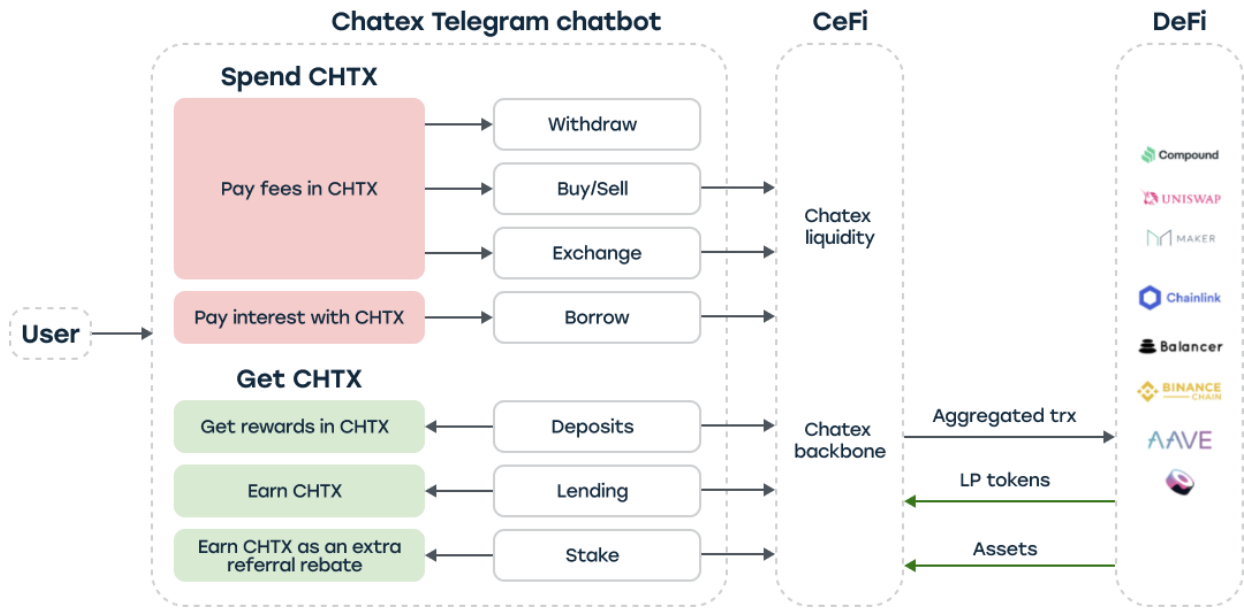 Chatex Telegram chatbot
CeFi
DeFi
Spend CHTX
Pay fees in CHTX
Withdraw
Buy/Sell
Exchange
Pay interest with CHTX
Borrow
User
Get CHTX
Get rewards in CHTX
Deposits
Earn CHTX
Lending
Earn CHTX as an extra
referral rebate
Stake
Chatex
liquidity
Chatex
backbone
Aggregated trx
LP tokens
Assets
Compound
UNISWAP
MAKER
Chainlink
Balancer
BINANCE
CHAIN
AAVE